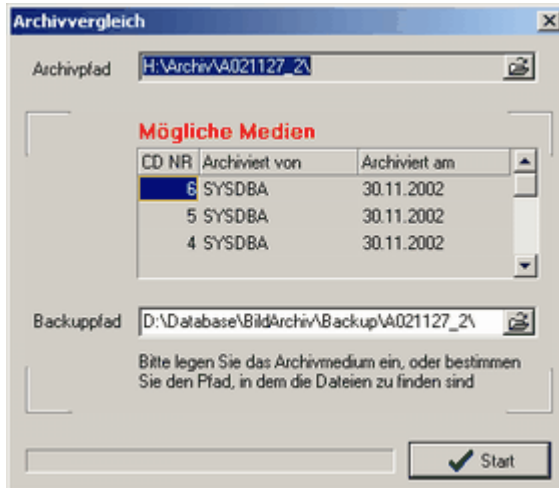 Archivvergleich
Archivpfad H:\Archiv\A021127_2\
Mögliche Medien
CD NR Archiviert von Archiviert am
6 SYSDBA 30.11.2002
5 SYSDBA 30.11.2002
4 SYSDBA 30.11.2002
Backuppfad D:\Database\BildArchiv\Backup\A021127_2\
Bitte legen Sie das Archivmedium ein, oder bestimmen
Sie den Pfad, in dem die Dateien zu finden sind
Start